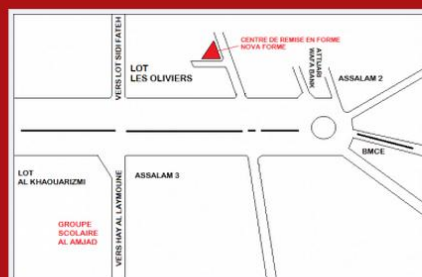 VERS LOT SIDI FATEH
CENTRE DE REMISE EN FORME
NOVA FORME
LOT
LES OLIVIERS
ATTIJARI
WAFA BANK
ASSALAM 2
BMCE
LOT
AL KHAOUARIZMI
ASSALAM 3
VERS HAY AL LAYMOUNE
GROUPE
SCOLAIRE
AL AMJAD